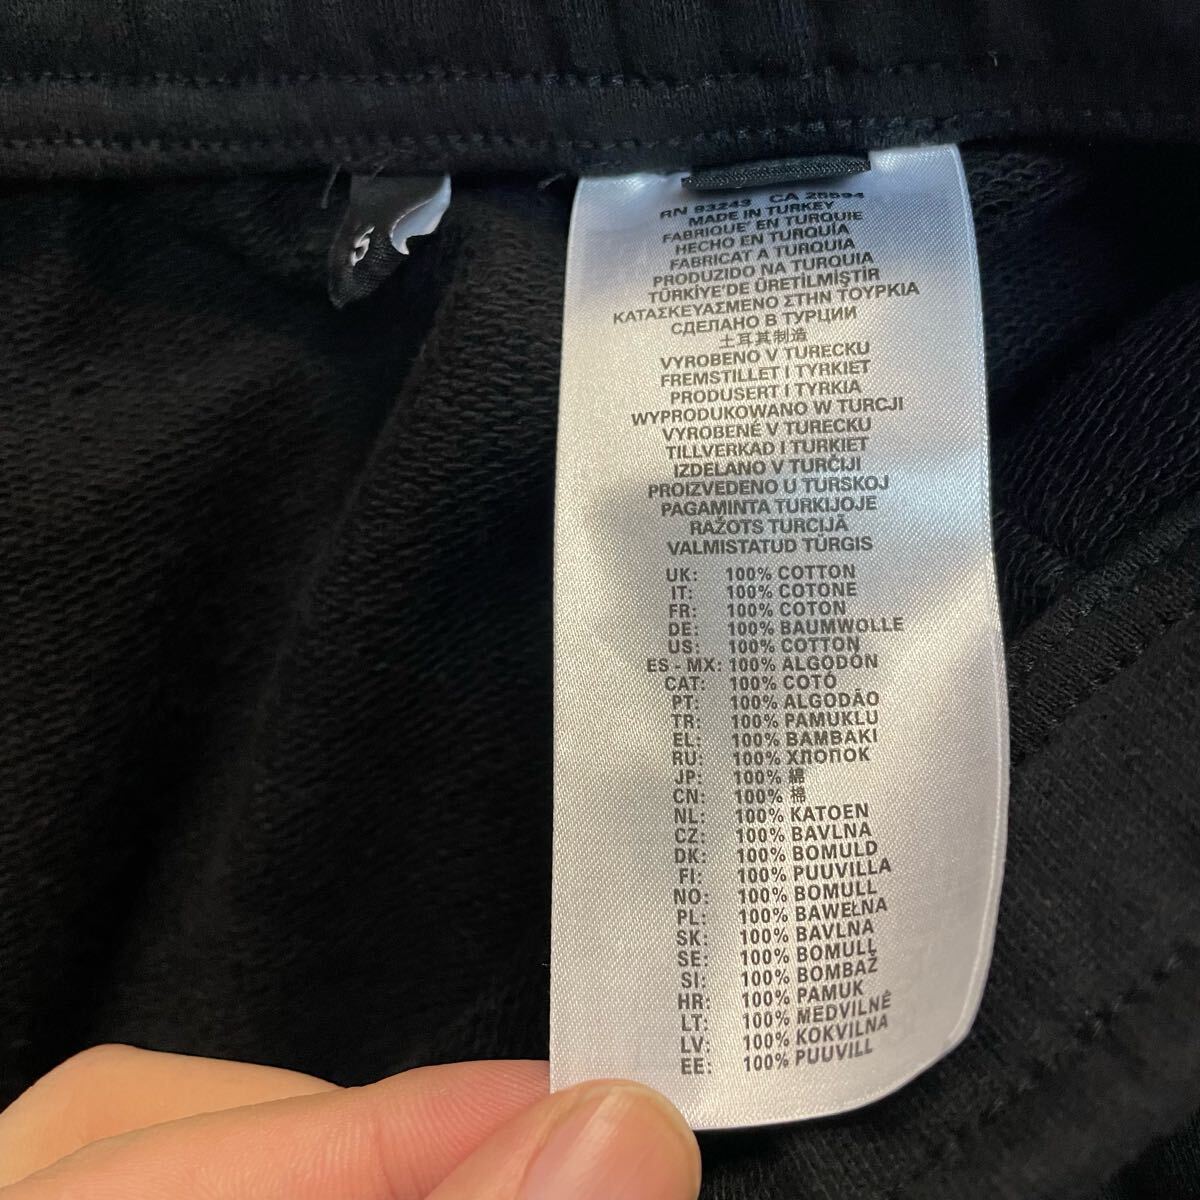 S
RN 93243 CA 25594
MADE IN TURKEY
FABRIQUE' EN TURQUIE
HECHO EN TURQUÍA
FABRICAT A TURQUIA
PRODUZIDO NA TURQUIA
TÜRKİYE'DE ÜRETİLMİŞTİR
ΚΑΤΑΣΚΕΥΑΣΜΕΝΟ ΣΤΗΝ ΤΟΥΡΚΙΑ
СДЕЛАНО В ТУРЦИИ
土耳其制造
VYROBENO V TURECKU
FREMSTILLET I TYRKIET
PRODUSERT I TYRKIA
WYPRODUKOWANO W TURCJI
VYROBENÉ V TURECKU
TILLVERKAD I TURKIET
IZDELANO V TURČIJI
PROIZVEDENO U TURSKOJ
PAGAMINTA TURKIJOJE
RAŽOTS TURCIJĀ
VALMISTATUD TÜRGIS
UK: 100% COTTON
IT: 100% COTONE
FR: 100% COTON
DE: 100% BAUMWOLLE
US: 100% COTTON
ES - MX: 100% ALGODÓN
CAT: 100% COTÓ
PT: 100% ALGODÃO
TR: 100% PAMUKLU
EL: 100% ΒΑΜΒΑΚΙ
RU: 100% ХЛОПОК
JP: 100% 綿
CN: 100% 棉
NL: 100% KATOEN
CZ: 100% BAVLNA
DK: 100% BOMULD
FI: 100% PUUVILLA
NO: 100% BOMULL
PL: 100% BAWEŁNA
SK: 100% BAVLNA
SE: 100% BOMULL
SI: 100% BOMBAŽ
HR: 100% PAMUK
LT: 100% MEDVILNĖ
LV: 100% KOKVILNA
EE: 100% PUUVILL